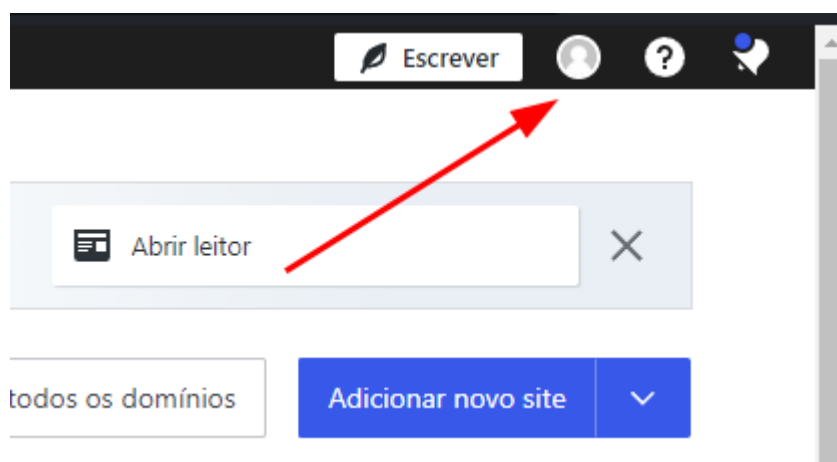 Escrever
?
Abrir leitor
todos os domínios
Adicionar novo site